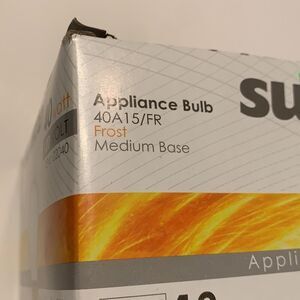 Appliance Bulb
40A15/FR
Frost
Medium Base
su
Appli